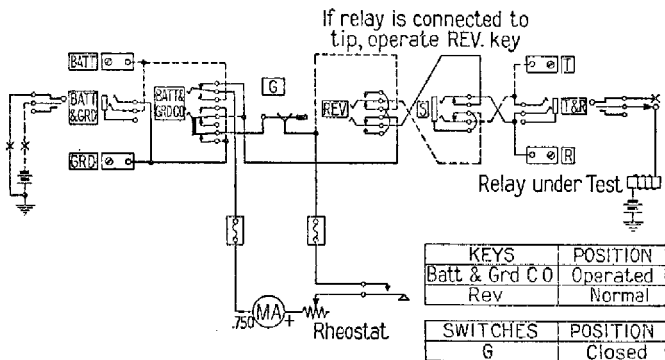 If relay is connected to
tip, operate REV. key
BATT
T
G
BATT
& GRD
BATT&
GRD CO
REV
S
T&R
GRD
R
Relay under Test
KEYS POSITION
Batt & Grd C O Operated
Rev Normal
.750 MA +
Rheostat
SWITCHES POSITION
G Closed